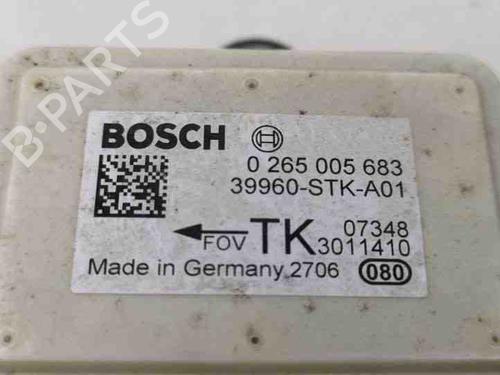 BOSCH
0 265 005 683
39960-STK-A01
FOV TK 07348
3011410
Made in Germany 2706 080
B-PARTS